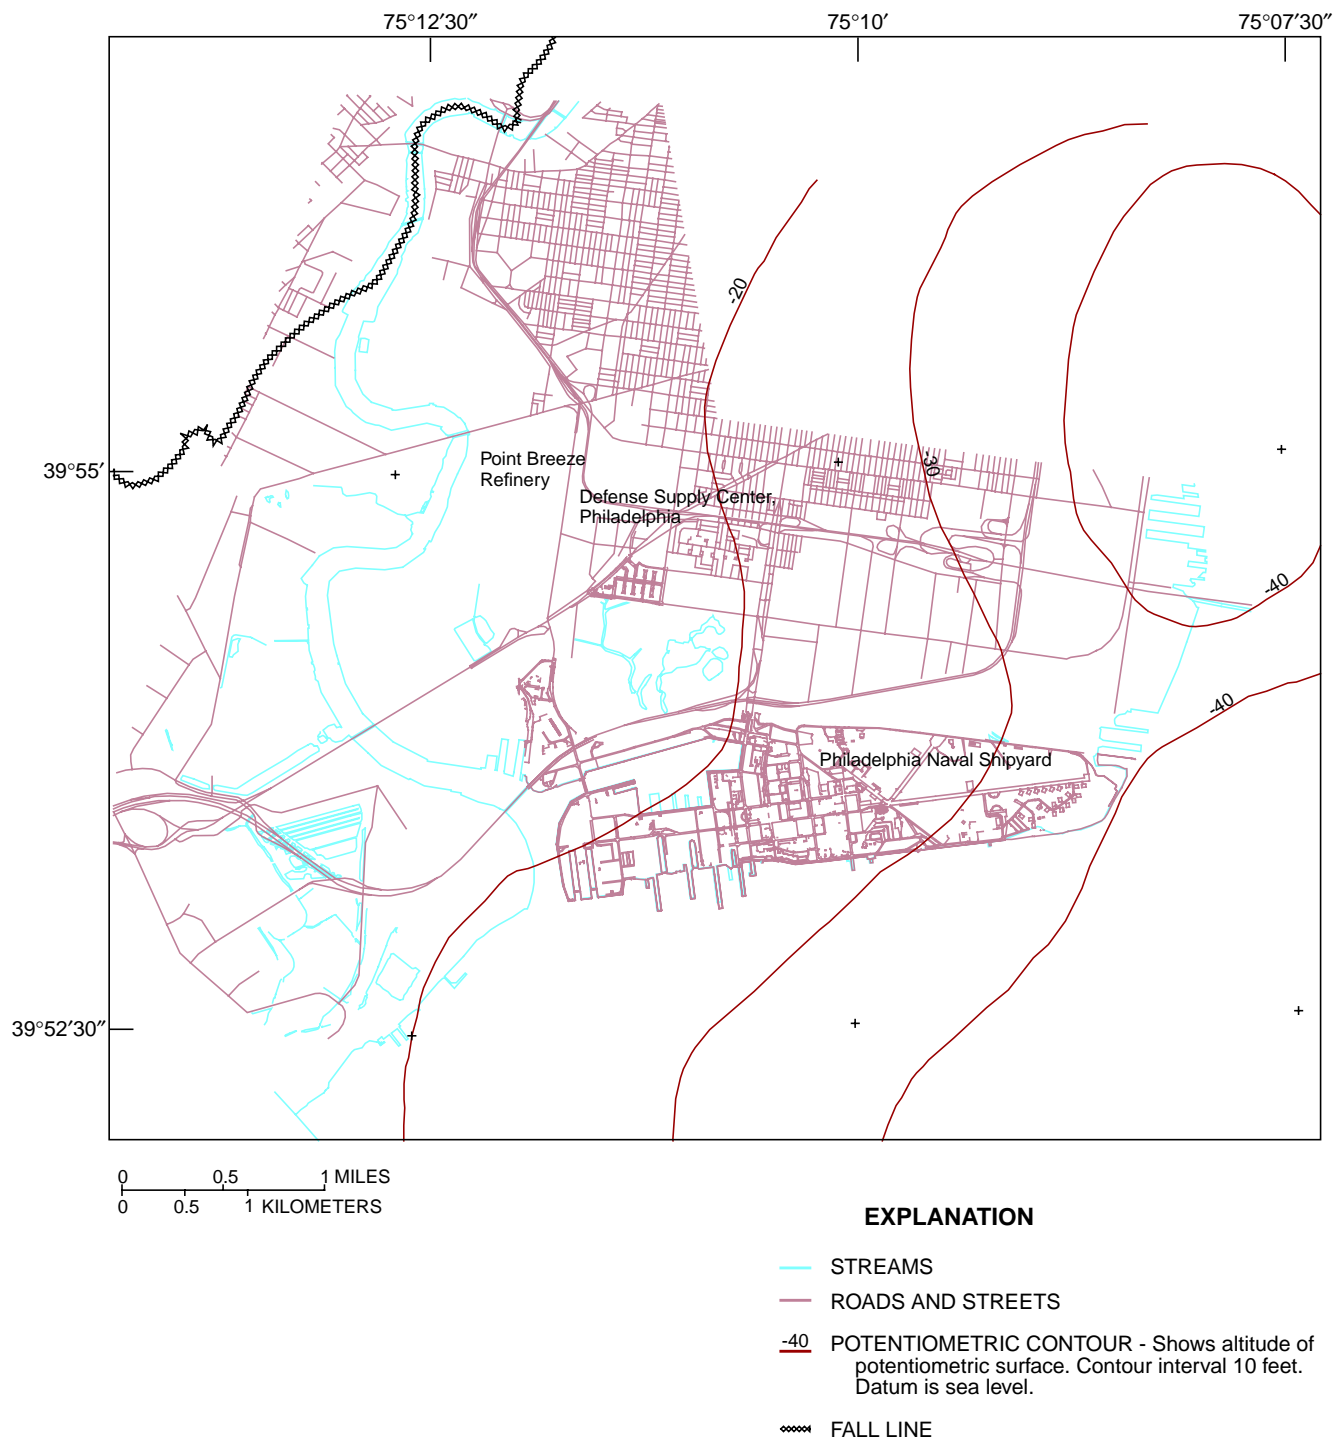 75°12′30″ 75°10′ 75°07′30″
-20
39°55′
-30
Point Breeze
Refinery
Defense Supply Center,
Philadelphia
-40
-40
Philadelphia Naval Shipyard
39°52′30″
0 0.5 1 MILES
0 0.5 1 KILOMETERS
EXPLANATION
STREAMS
ROADS AND STREETS
-40 POTENTIOMETRIC CONTOUR - Shows altitude of
potentiometric surface. Contour interval 10 feet.
Datum is sea level.
FALL LINE